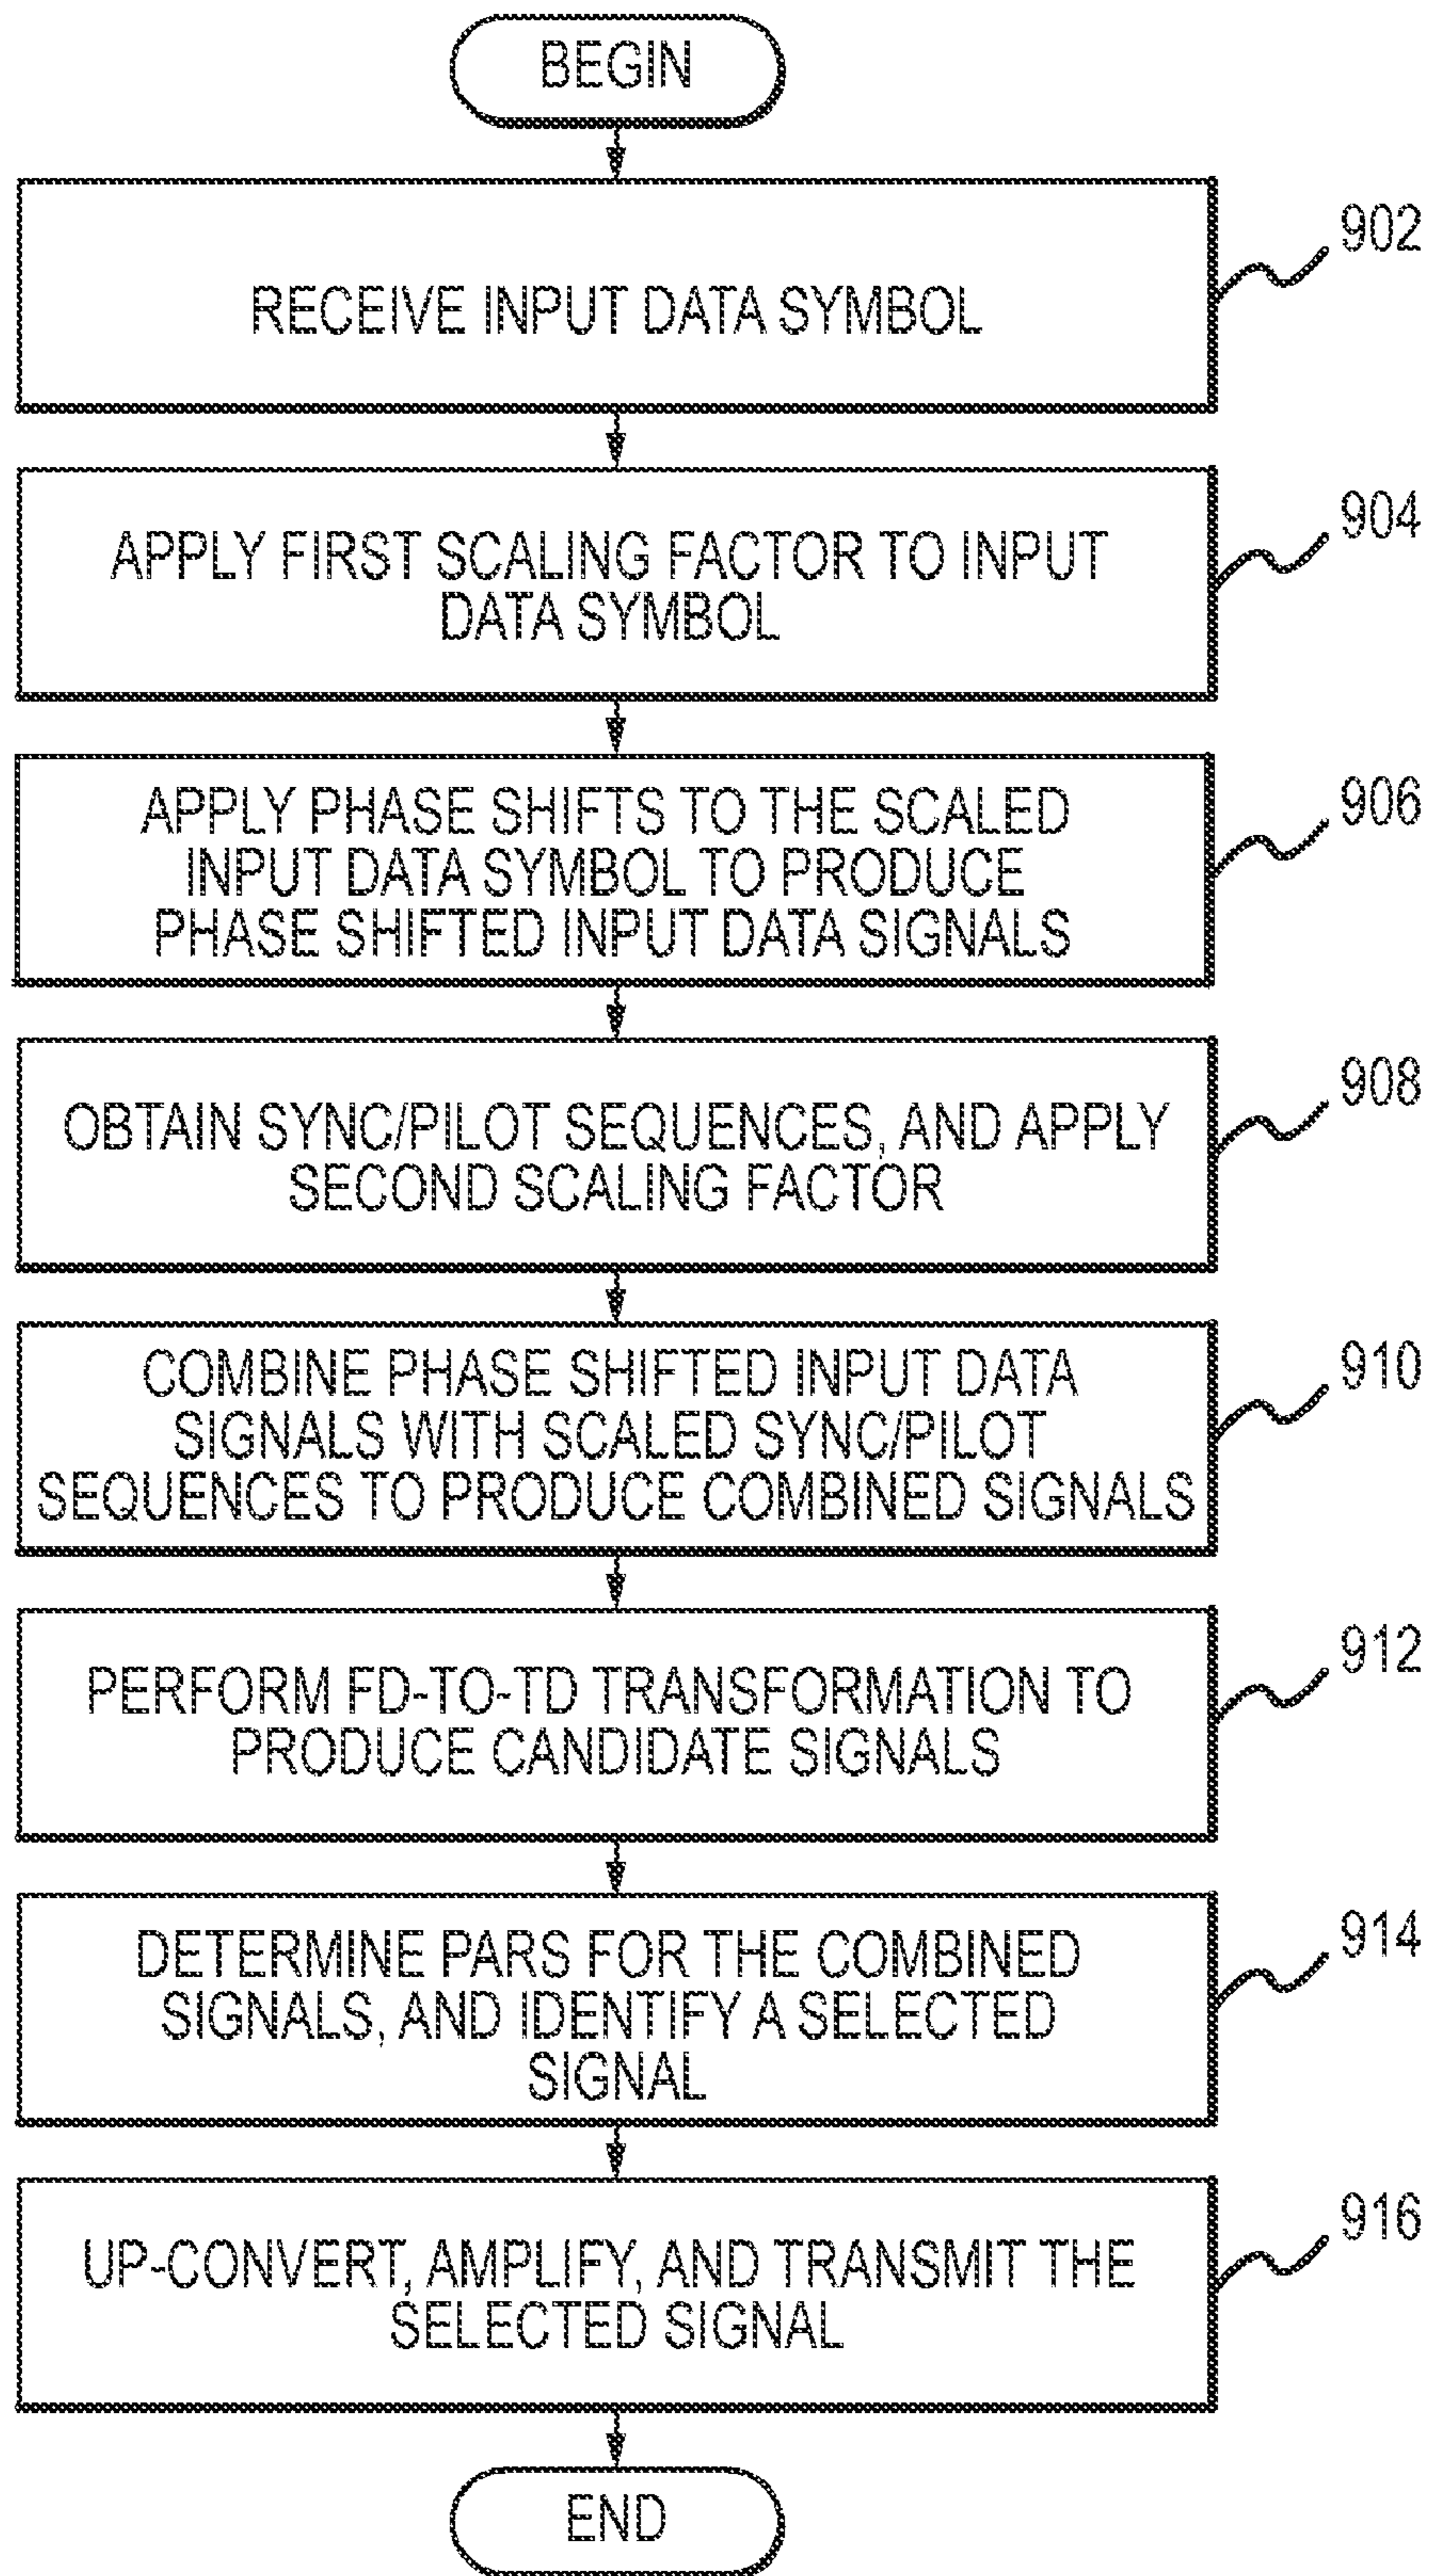 BEGIN
902
RECEIVE INPUT DATA SYMBOL
904
APPLY FIRST SCALING FACTOR TO INPUT
DATA SYMBOL
906
APPLY PHASE SHIFTS TO THE SCALED
INPUT DATA SYMBOL TO PRODUCE
PHASE SHIFTED INPUT DATA SIGNALS
908
OBTAIN SYNC/PILOT SEQUENCES, AND APPLY
SECOND SCALING FACTOR
910
COMBINE PHASE SHIFTED INPUT DATA
SIGNALS WITH SCALED SYNC/PILOT
SEQUENCES TO PRODUCE COMBINED SIGNALS
912
PERFORM FD-TO-TD TRANSFORMATION TO
PRODUCE CANDIDATE SIGNALS
914
DETERMINE PARS FOR THE COMBINED
SIGNALS, AND IDENTIFY A SELECTED
SIGNAL
916
UP-CONVERT, AMPLIFY, AND TRANSMIT THE
SELECTED SIGNAL
END